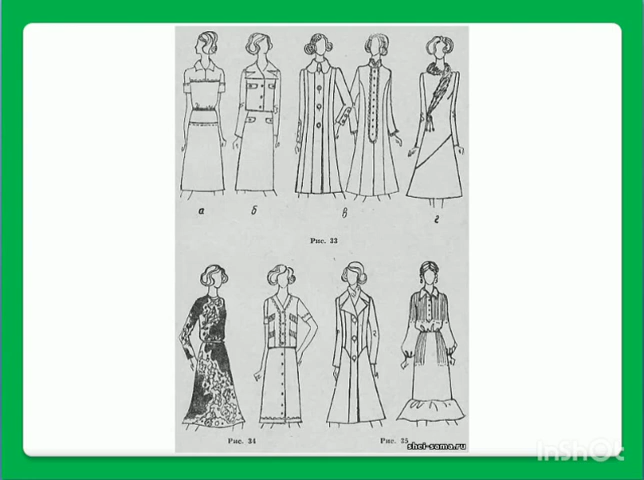 а б в г
Рис. 33
Рис. 34 Рис. 35
shei-sama.ru
InShOt